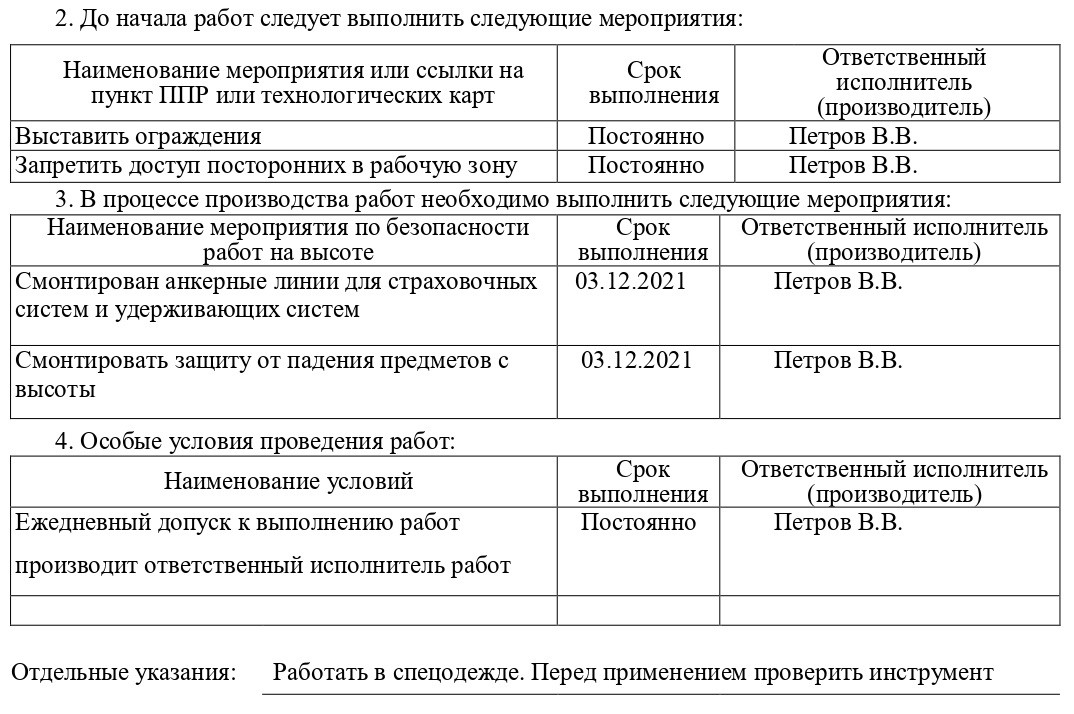 2. До начала работ следует выполнить следующие мероприятия:
Наименование мероприятия или ссылки на
пункт ППР или технологических карт
Срок
выполнения
Ответственный
исполнитель
(производитель)
Выставить ограждения
Постоянно
Петров В.В.
Запретить доступ посторонних в рабочую зону
Постоянно
Петров В.В.
3. В процессе производства работ необходимо выполнить следующие мероприятия:
Наименование мероприятия по безопасности
работ на высоте
Срок
выполнения
Ответственный исполнитель
(производитель)
Смонтирован анкерные линии для страховочных
систем и удерживающих систем
03.12.2021
Петров В.В.
Смонтировать защиту от падения предметов с
высоты
03.12.2021
Петров В.В.
4. Особые условия проведения работ:
Наименование условий
Срок
выполнения
Ответственный исполнитель
(производитель)
Ежедневный допуск к выполнению работ
производит ответственный исполнитель работ
Постоянно
Петров В.В.
Отдельные указания: Работать в спецодежде. Перед применением проверить инструмент